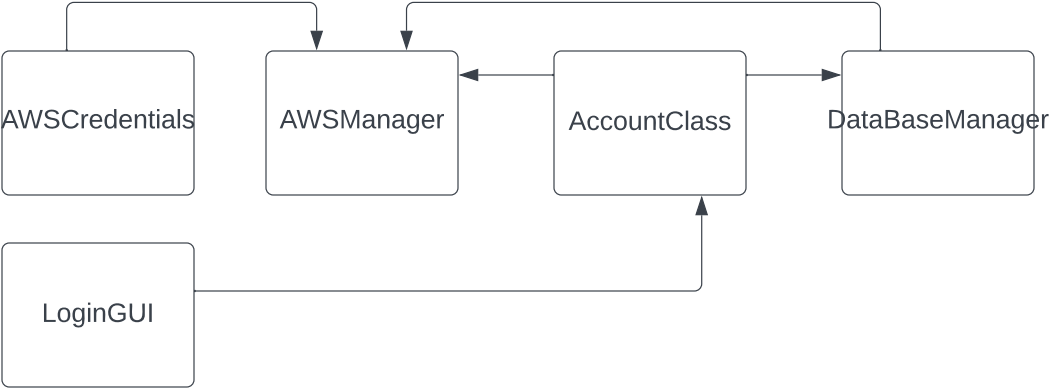 AWSCredentials
AWSManager
AccountClass
DataBaseManager
LoginGUI